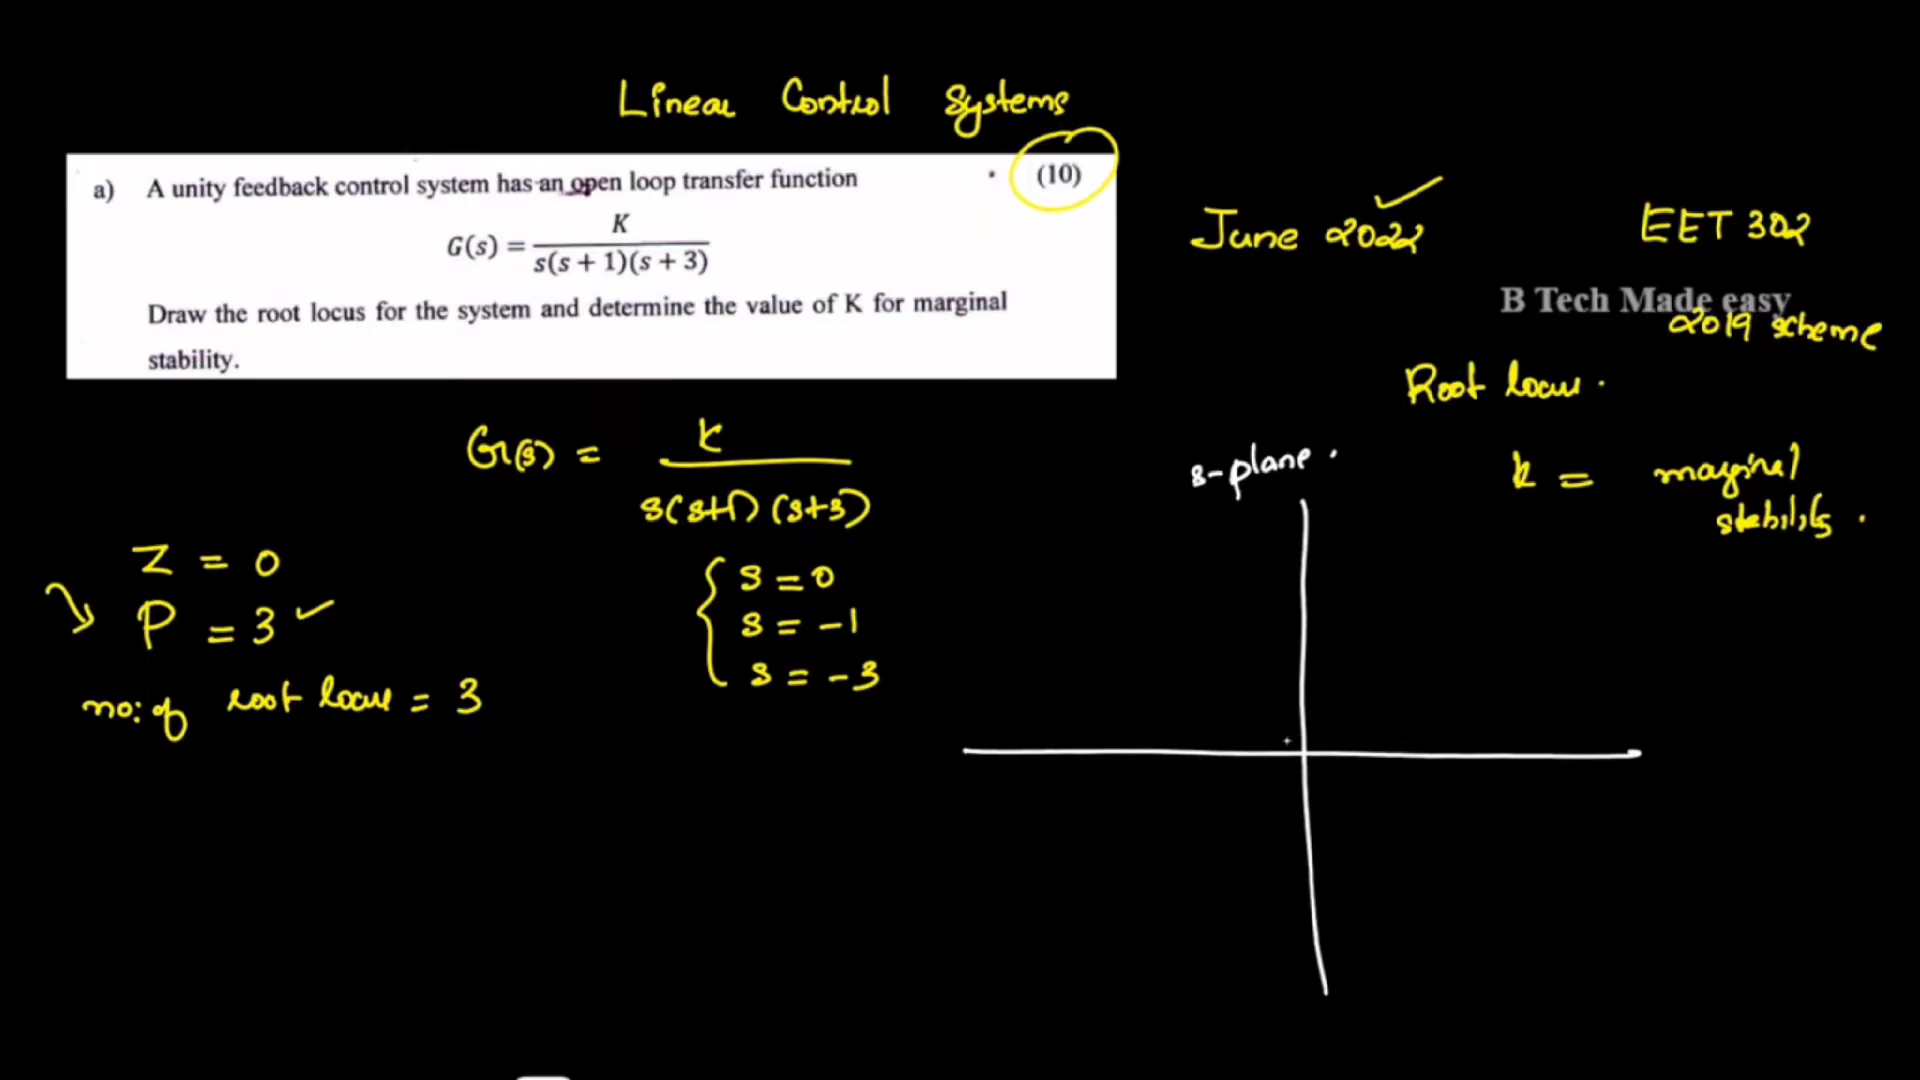 Linear Control Systems
a) A unity feedback control system has an open loop transfer function (10)
G(s) = K / s(s + 1)(s + 3)
Draw the root locus for the system and determine the value of K for marginal
stability.
June 2022 EET 302
B Tech Made easy
2019 scheme
Root locus.
G(s) = k / s(s+1)(s+3)
s-plane.
k = marginal
stability.
Z = 0
P = 3
no: of root locus = 3
s = 0
s = -1
s = -3